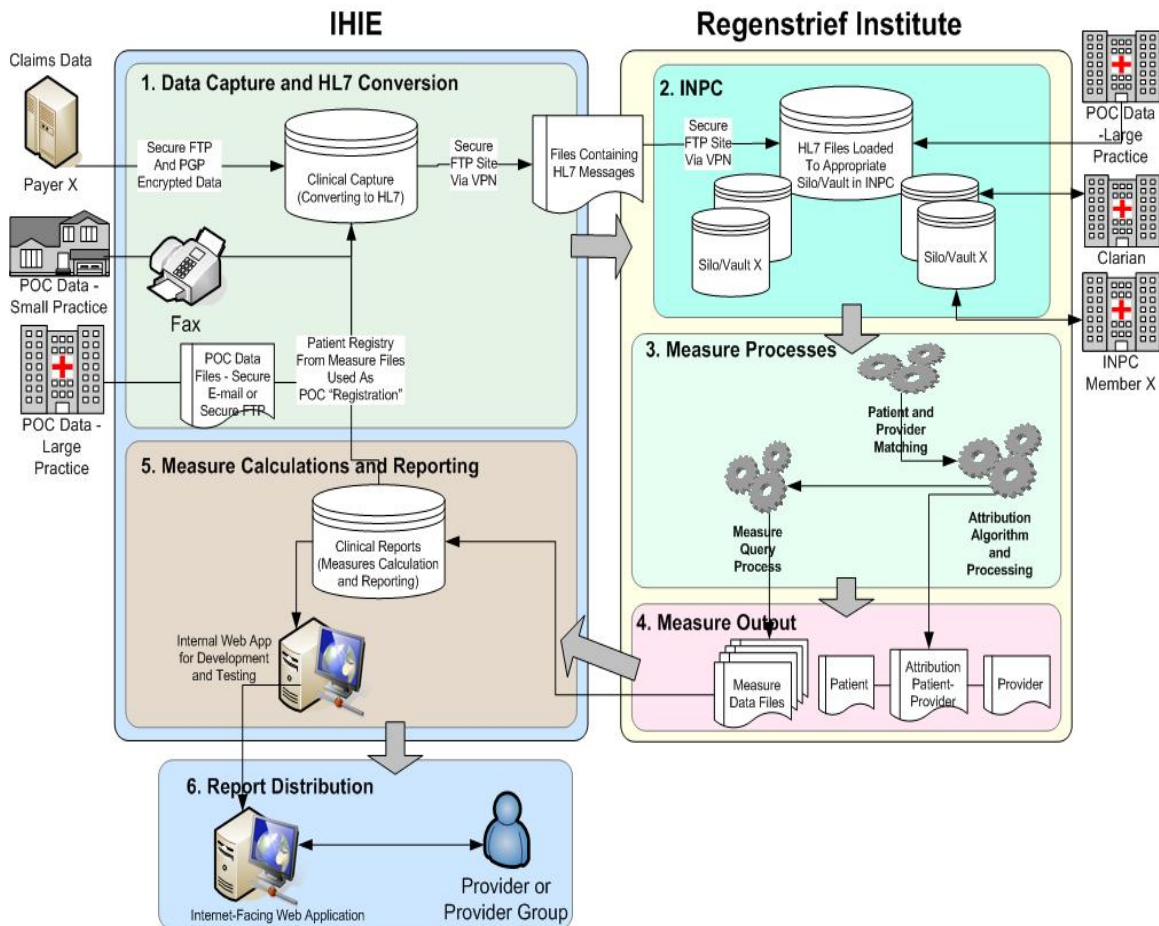 IHIE
Regenstrief Institute
Claims Data
Payer X
POC Data -
Small Practice
POC Data -
Large
Practice
1. Data Capture and HL7 Conversion
Secure FTP
And PGP
Encrypted Data
Clinical Capture
(Converting to HL7)
Secure
FTP Site
Via VPN
Fax
POC Data
Files - Secure
E-mail or
Secure FTP
Patient Registry
From Measure Files
Used As
POC “Registration”
Files Containing
HL7 Messages
2. INPC
Secure
FTP Site
Via VPN
HL7 Files Loaded
To Appropriate
Silo/Vault in INPC
Silo/Vault X
Silo/Vault X
POC Data
-Large
Practice
Clarian
INPC
Member X
3. Measure Processes
Patient and
Provider
Matching
Measure
Query
Process
Attribution
Algorithm
and
Processing
4. Measure Output
Measure
Data Files
Patient
Attribution
Patient-
Provider
Provider
5. Measure Calculations and Reporting
Clinical Reports
(Measures Calculation
and Reporting)
Internal Web App
for Development
and Testing
6. Report Distribution
Internet-Facing Web Application
Provider or
Provider Group